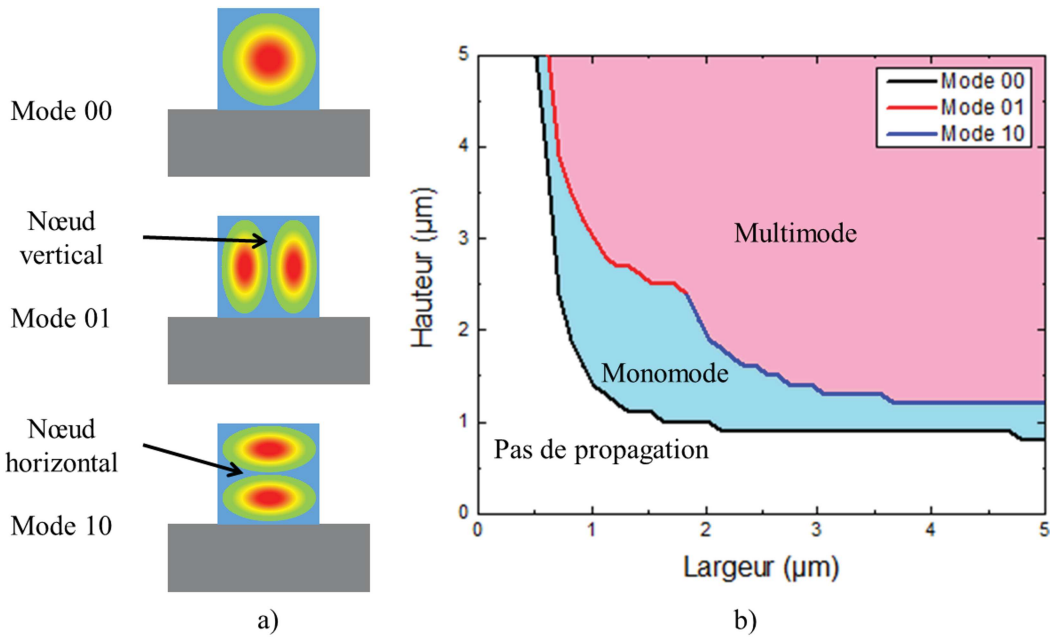 Mode 00
Nœud
vertical
Mode 01
Nœud
horizontal
Mode 10
a)
5
4
3
2
1
0
Hauteur (µm)
Mode 00
Mode 01
Mode 10
Multimode
Monomode
Pas de propagation
0 1 2 3 4 5
Largeur (µm)
b)